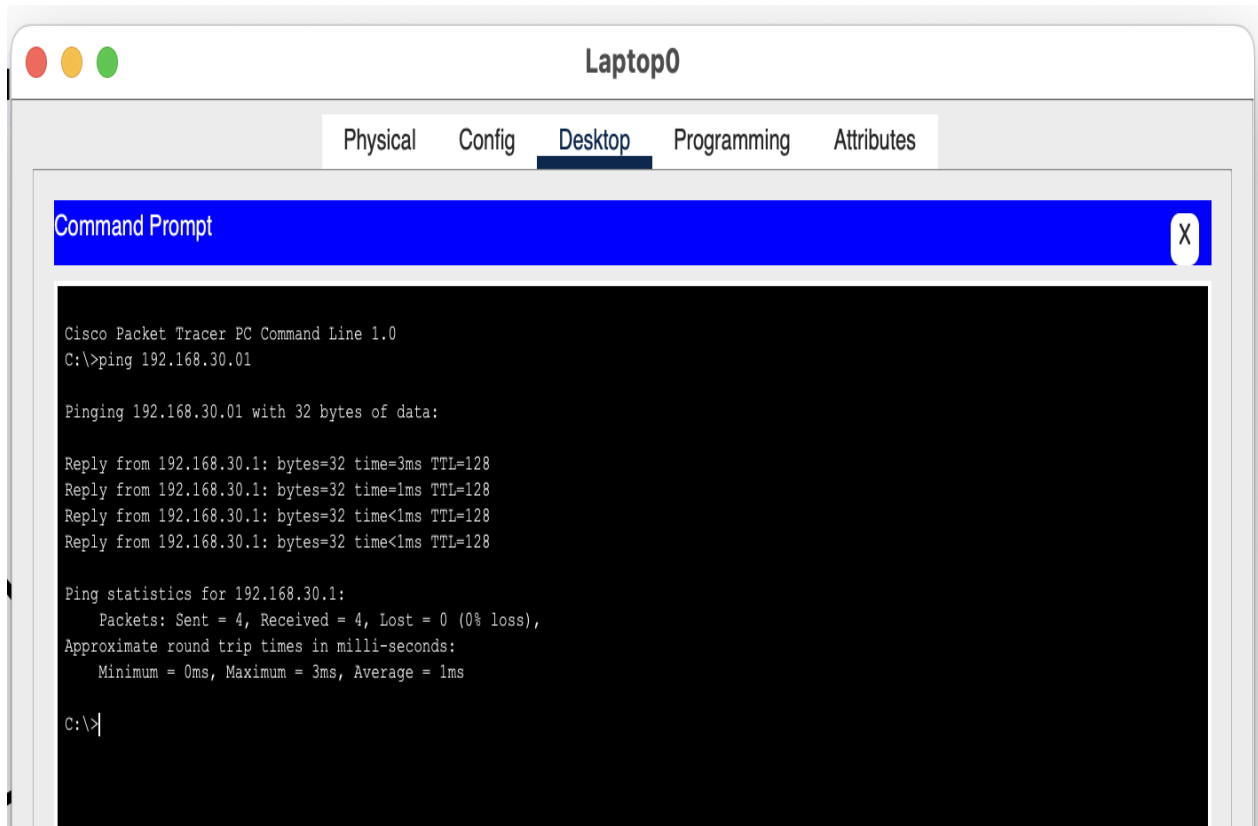 Laptop0
Physical Config Desktop Programming Attributes
Command Prompt
X
Cisco Packet Tracer PC Command Line 1.0
C:\>ping 192.168.30.01
Pinging 192.168.30.01 with 32 bytes of data:
Reply from 192.168.30.1: bytes=32 time=3ms TTL=128
Reply from 192.168.30.1: bytes=32 time=1ms TTL=128
Reply from 192.168.30.1: bytes=32 time<1ms TTL=128
Reply from 192.168.30.1: bytes=32 time<1ms TTL=128
Ping statistics for 192.168.30.1:
Packets: Sent = 4, Received = 4, Lost = 0 (0% loss),
Approximate round trip times in milli-seconds:
Minimum = 0ms, Maximum = 3ms, Average = 1ms
C:\>